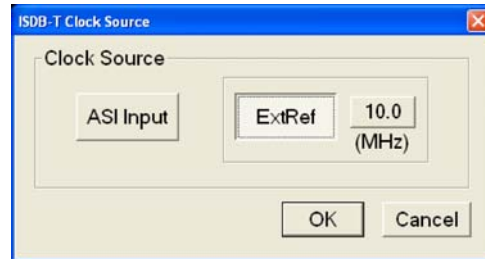 ISDB-T Clock Source
Clock Source
ASI Input
ExtRef
10.0
(MHz)
OK
Cancel